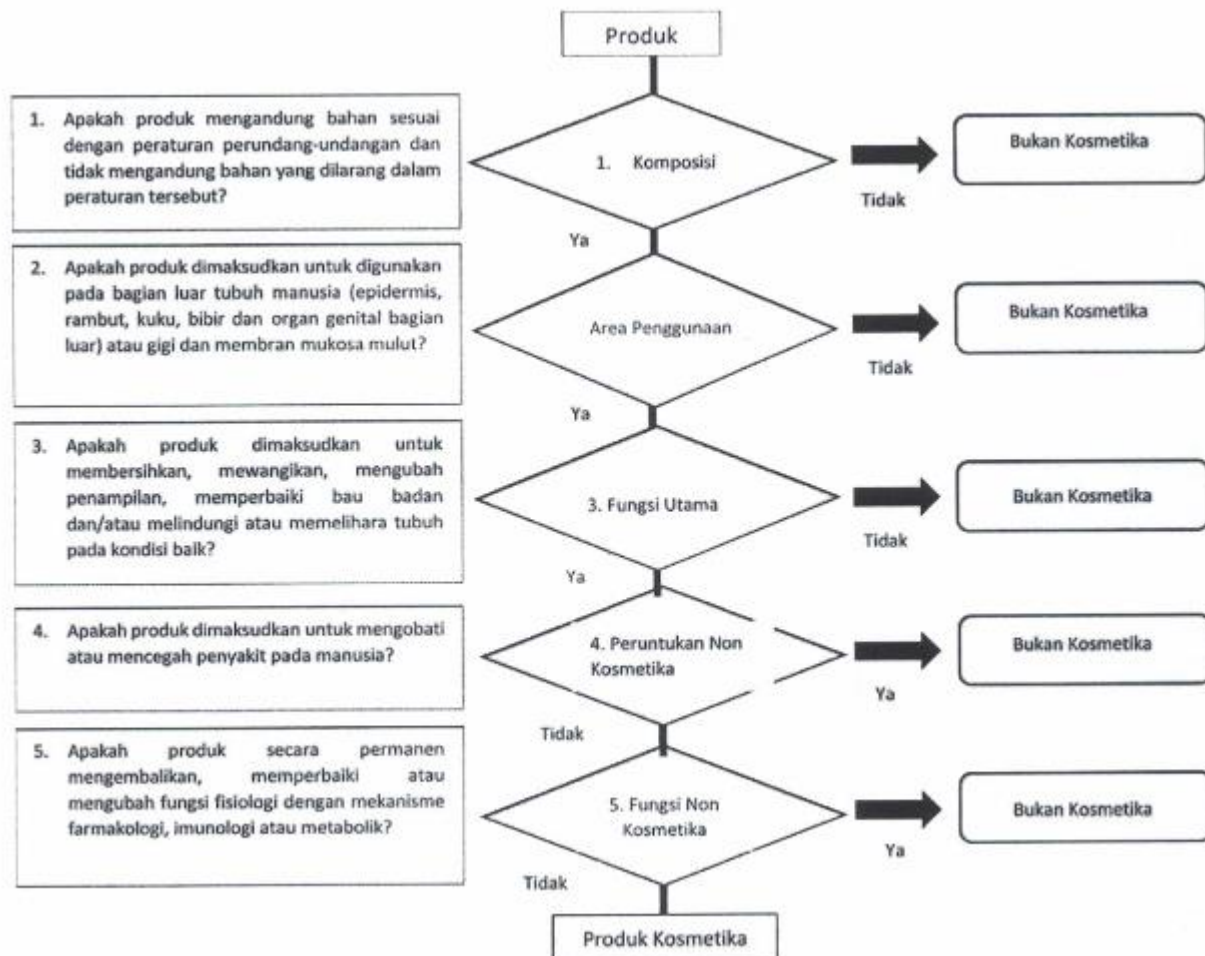 Produk
1. Apakah produk mengandung bahan sesuai
dengan peraturan perundang-undangan dan
tidak mengandung bahan yang dilarang dalam
peraturan tersebut?
1. Komposisi
Tidak
Bukan Kosmetika
Ya
2. Apakah produk dimaksudkan untuk digunakan
pada bagian luar tubuh manusia (epidermis,
rambut, kuku, bibir dan organ genital bagian
luar) atau gigi dan membran mukosa mulut?
Area Penggunaan
Tidak
Bukan Kosmetika
Ya
3. Apakah produk dimaksudkan untuk
membersihkan, mewangikan, mengubah
penampilan, memperbaiki bau badan
dan/atau melindungi atau memelihara tubuh
pada kondisi baik?
3. Fungsi Utama
Tidak
Bukan Kosmetika
Ya
4. Apakah produk dimaksudkan untuk mengobati
atau mencegah penyakit pada manusia?
4. Peruntukan Non
Kosmetika
Ya
Bukan Kosmetika
Tidak
5. Apakah produk secara permanen
mengembalikan, memperbaiki atau
mengubah fungsi fisiologi dengan mekanisme
farmakologi, imunologi atau metabolik?
5. Fungsi Non
Kosmetika
Ya
Bukan Kosmetika
Tidak
Produk Kosmetika